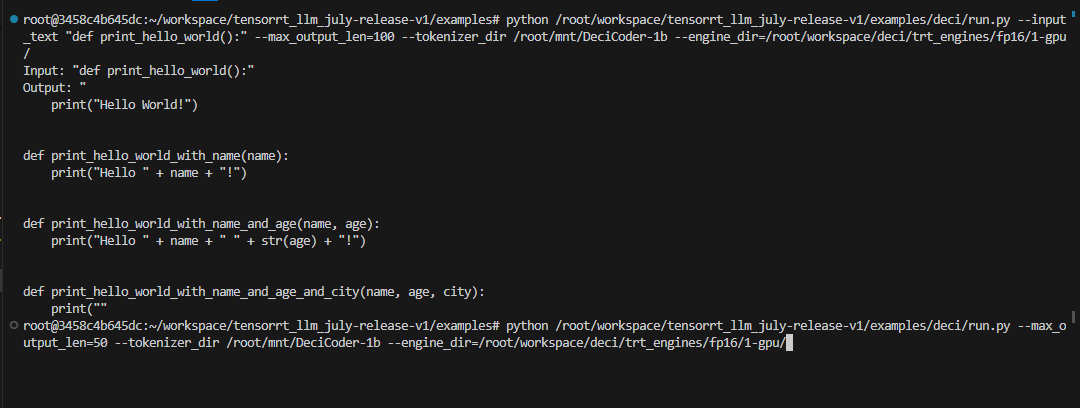 root@3458c4b645dc:~/workspace/tensorrt_llm_july-release-v1/examples# python /root/workspace/tensorrt_llm_july-release-v1/examples/deci/run.py --input
_text "def print_hello_world():" --max_output_len=100 --tokenizer_dir /root/mnt/DeciCoder-1b --engine_dir=/root/workspace/deci/trt_engines/fp16/1-gpu
/
Input: "def print_hello_world():"
Output: "
    print("Hello World!")
def print_hello_world_with_name(name):
    print("Hello " + name + "!")
def print_hello_world_with_name_and_age(name, age):
    print("Hello " + name + " " + str(age) + "!")
def print_hello_world_with_name_and_age_and_city(name, age, city):
    print(""
root@3458c4b645dc:~/workspace/tensorrt_llm_july-release-v1/examples# python /root/workspace/tensorrt_llm_july-release-v1/examples/deci/run.py --max_o
utput_len=50 --tokenizer_dir /root/mnt/DeciCoder-1b --engine_dir=/root/workspace/deci/trt_engines/fp16/1-gpu/